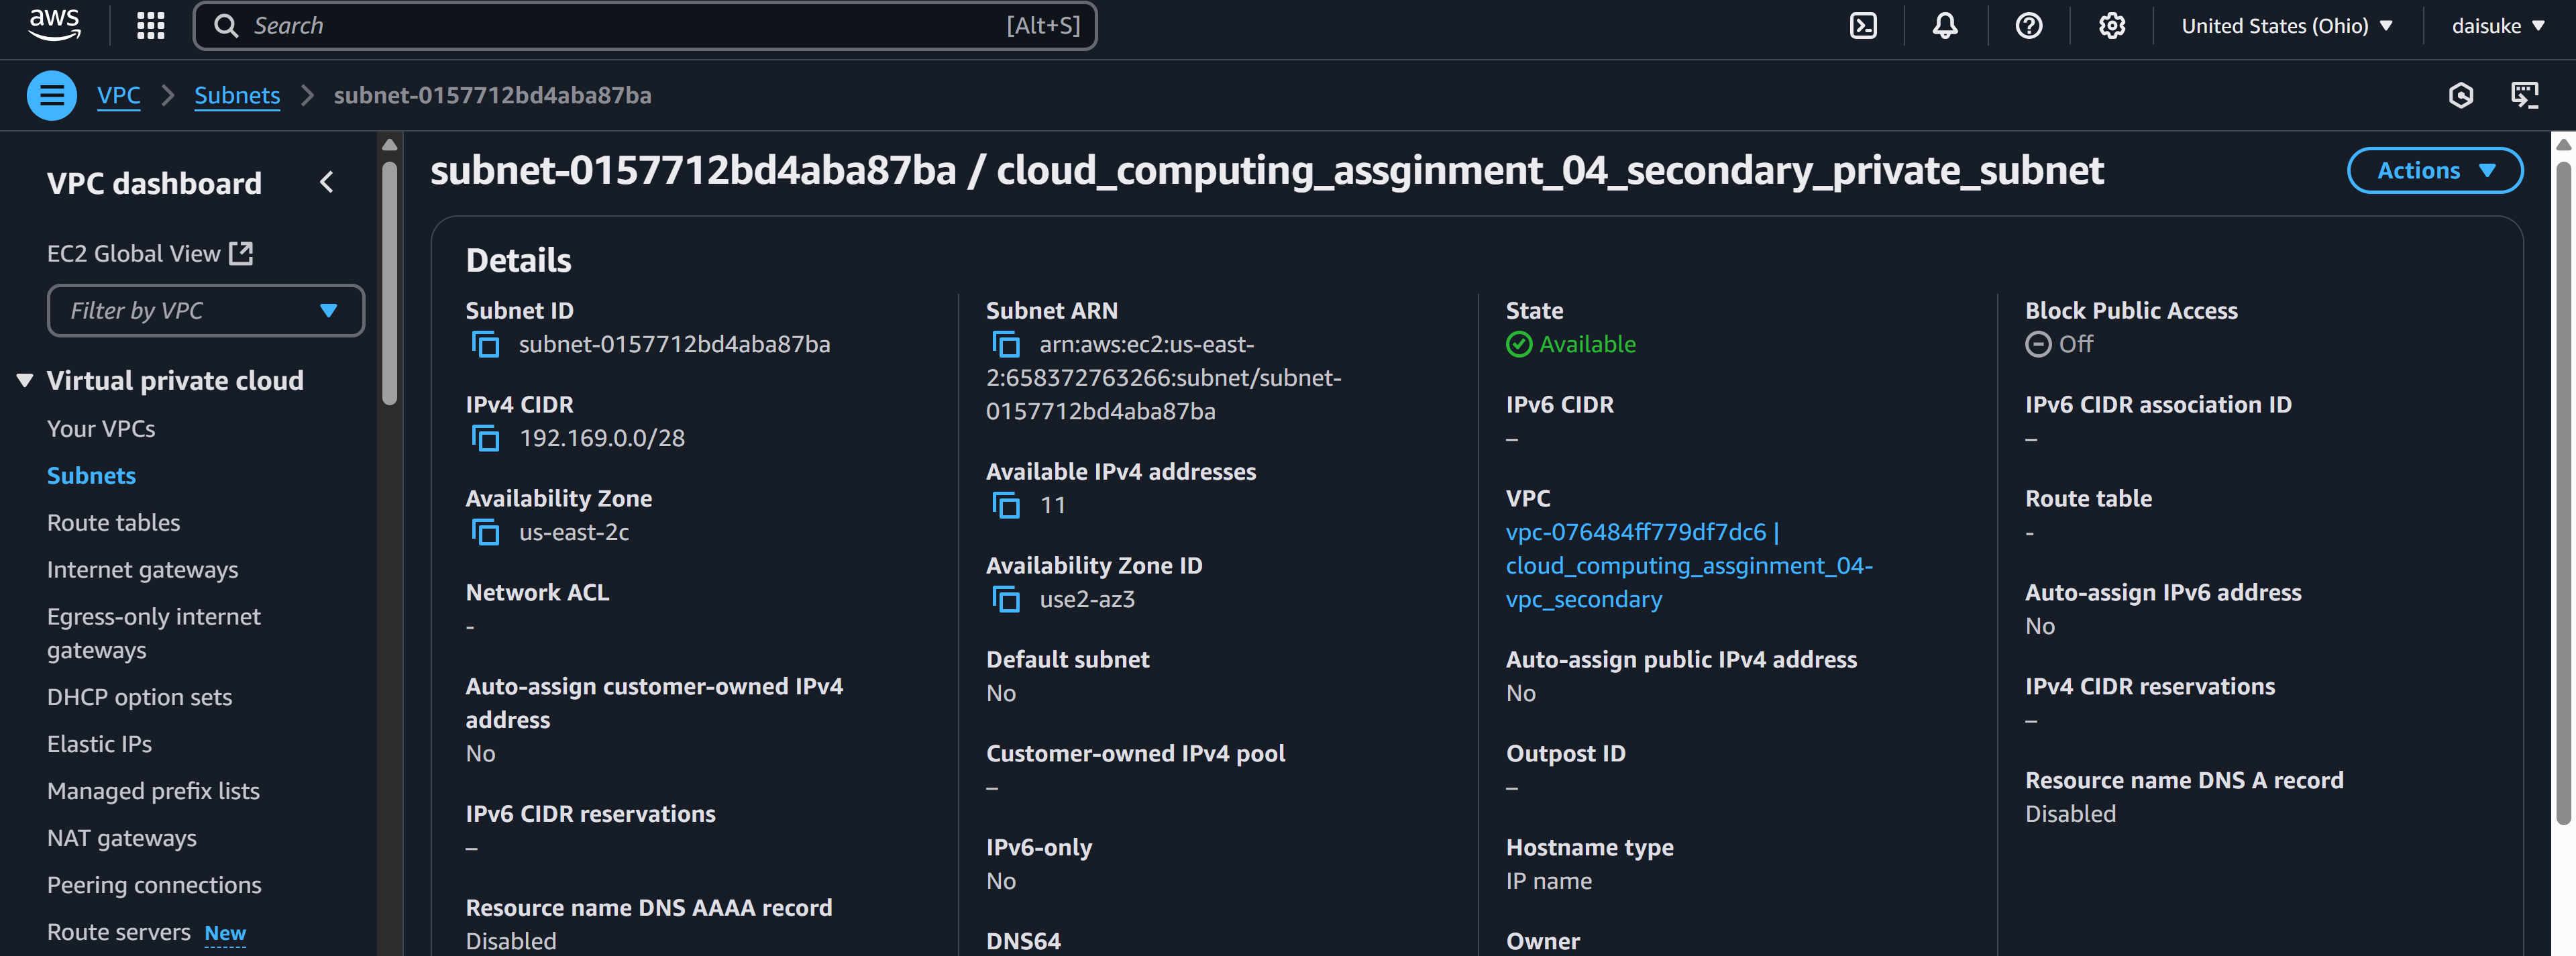 aws
Search
[Alt+S]
United States (Ohio)
daisuke
VPC
Subnets
subnet-0157712bd4aba87ba
VPC dashboard
EC2 Global View
Filter by VPC
Virtual private cloud
Your VPCs
Subnets
Route tables
Internet gateways
Egress-only internet
gateways
DHCP option sets
Elastic IPs
Managed prefix lists
NAT gateways
Peering connections
Route servers New
subnet-0157712bd4aba87ba / cloud_computing_assginment_04_secondary_private_subnet
Actions
Details
Subnet ID
subnet-0157712bd4aba87ba
IPv4 CIDR
192.169.0.0/28
Availability Zone
us-east-2c
Network ACL
-
Auto-assign customer-owned IPv4
address
No
IPv6 CIDR reservations
–
Resource name DNS AAAA record
Disabled
Subnet ARN
arn:aws:ec2:us-east-
2:658372763266:subnet/subnet-
0157712bd4aba87ba
Available IPv4 addresses
11
Availability Zone ID
use2-az3
Default subnet
No
Customer-owned IPv4 pool
–
IPv6-only
No
DNS64
State
Available
IPv6 CIDR
–
VPC
vpc-076484ff779df7dc6 |
cloud_computing_assginment_04-
vpc_secondary
Auto-assign public IPv4 address
No
Outpost ID
–
Hostname type
IP name
Owner
Block Public Access
Off
IPv6 CIDR association ID
–
Route table
-
Auto-assign IPv6 address
No
IPv4 CIDR reservations
–
Resource name DNS A record
Disabled